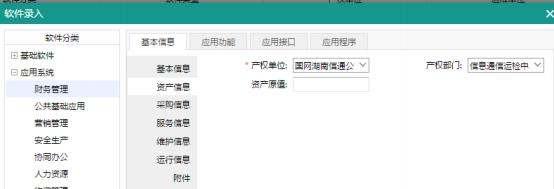 软件录入
软件分类
基础软件
应用系统
财务管理
公共基础应用
营销管理
安全生产
协同办公
人力资源
基本信息 应用功能 应用接口 应用程序
基本信息
资产信息
采购信息
服务信息
维护信息
运行信息
附件
* 产权单位: 国网湖南信通公
产权部门: 信息通信运检中
资产原值: